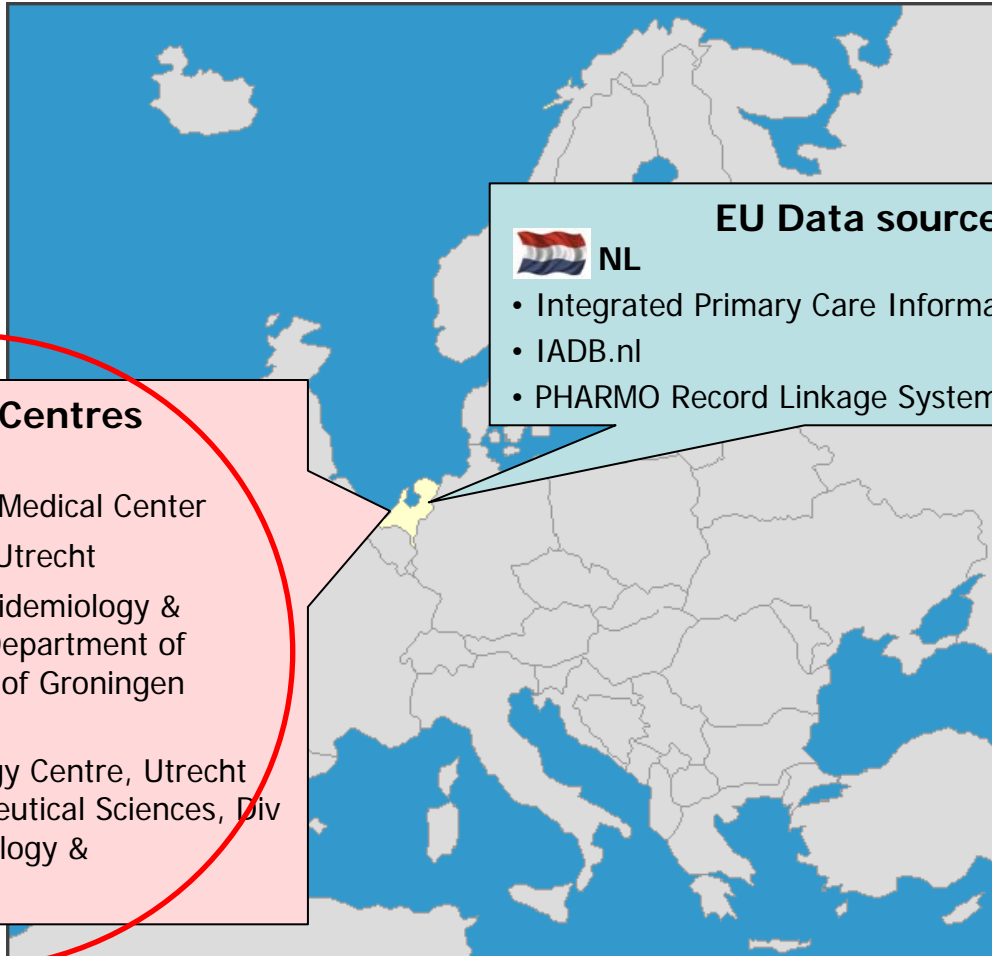 EU Data source
NL
• Integrated Primary Care Informa
• IADB.nl
• PHARMO Record Linkage System
Centres
Medical Center
Utrecht
idemiology &
Department of
of Groningen
gy Centre, Utrecht
eutical Sciences, Div
logy &